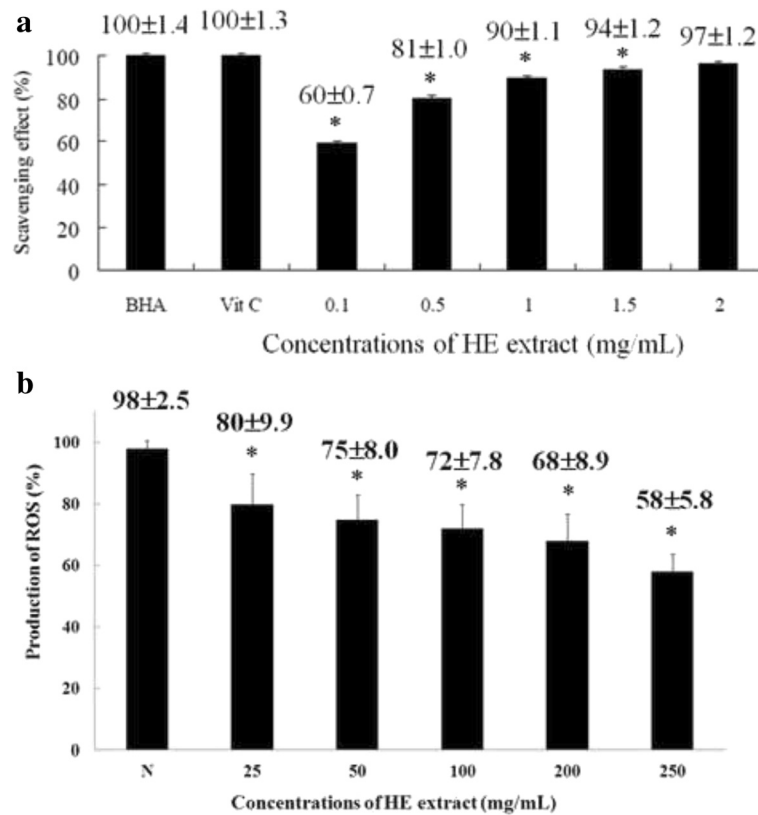 a
100±1.4 100±1.3 60±0.7 81±1.0 90±1.1 94±1.2 97±1.2
* * * *
Scavenging effect (%)
100
80
60
40
20
0
BHA Vit C 0.1 0.5 1 1.5 2
Concentrations of HE extract (mg/mL)
b
98±2.5 80±9.9 75±8.0 72±7.8 68±8.9 58±5.8
* * * * *
Production of ROS (%)
100
80
60
40
20
0
N 25 50 100 200 250
Concentrations of HE extract (mg/mL)